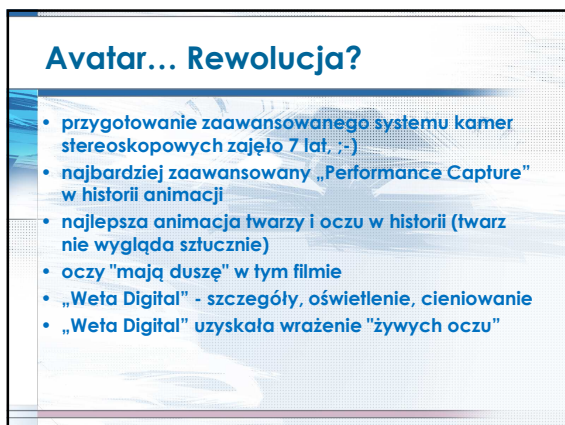 Avatar… Rewolucja?
• przygotowanie zaawansowanego systemu kamer
stereoskopowych zajęło 7 lat, ;-)
• najbardziej zaawansowany „Performance Capture”
w historii animacji
• najlepsza animacja twarzy i oczu w historii (twarz
nie wygląda sztucznie)
• oczy "mają duszę" w tym filmie
• „Weta Digital” - szczegóły, oświetlenie, cieniowanie
• „Weta Digital” uzyskała wrażenie "żywych oczu”